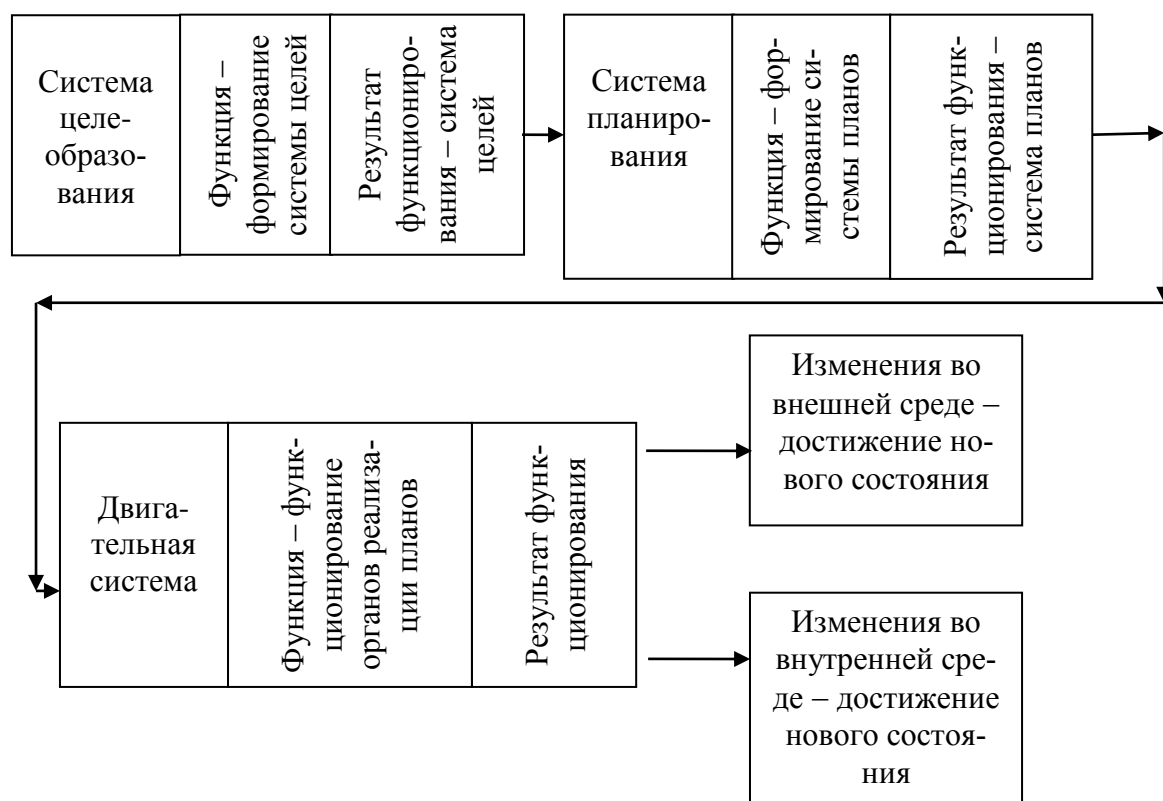 Система
целе-
образо-
вания
Функция –
формирование
системы целей
Результат
функциониро-
вания – система
целей
Система
планиро-
вания
Функция – фор-
мирование си-
стемы планов
Результат функ-
ционирования –
система планов
Двига-
тельная
система
Функция – функ-
ционирование
органов реализа-
ции планов
Результат функ-
ционирования
Изменения во
внешней среде –
достижение но-
вого состояния
Изменения во
внутренней сре-
де – достижение
нового состоя-
ния